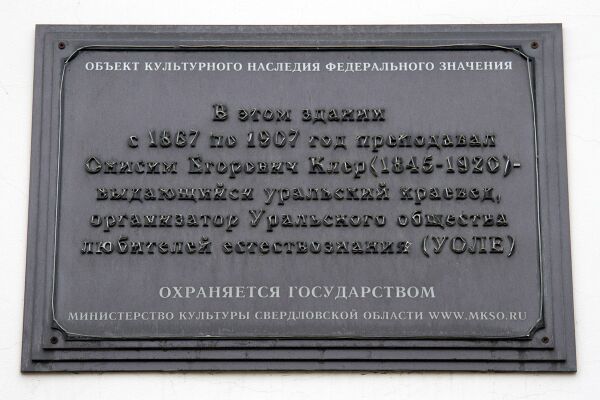 ОБЪЕКТ КУЛЬТУРНОГО НАСЛЕДИЯ ФЕДЕРАЛЬНОГО ЗНАЧЕНИЯ
В этом здании
с 1867 по 1907 год преподавал
Онисим Егорович Клер(1845-1920)-
выдающийся уральский краевед,
организатор Уральского общества
любителей естествознания (УОЛЕ)
ОХРАНЯЕТСЯ ГОСУДАРСТВОМ
МИНИСТЕРСТВО КУЛЬТУРЫ СВЕРДЛОВСКОЙ ОБЛАСТИ WWW.MKSO.RU